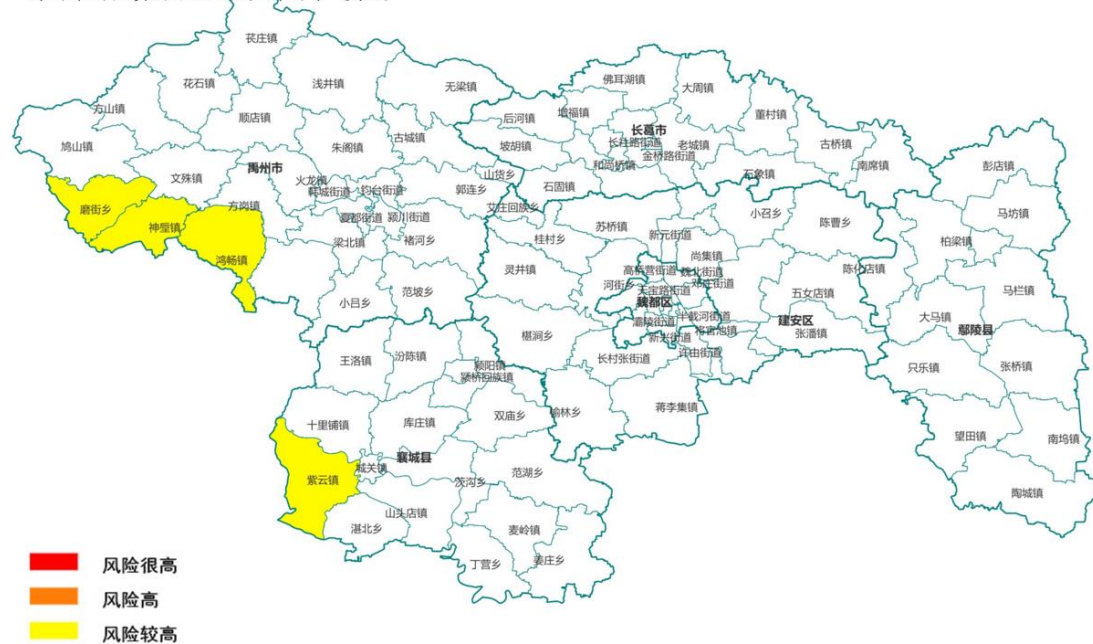 苌庄镇
花石镇
浅井镇
无梁镇
方山镇
顺店镇
鸠山镇
朱阁镇
古城镇
文殊镇
禹州市
火龙镇
韩城街道
钧台街道
山货乡
郭连乡
磨街乡
神垕镇
方岗镇
鸿畅镇
夏都街道
颍川街道
梁北镇
褚河乡
小吕乡
范坡乡
佛耳湖镇
大周镇
后河镇
增福镇
董村镇
长葛市
长社路街道
老城镇
金桥路街道
坡胡镇
和尚桥镇
古桥镇
南席镇
石固镇
石象镇
艾庄回族乡
苏桥镇
小召乡
陈曹乡
桂村乡
新元街道
尚集镇
灵井镇
高桥营街道
魏北街道
邓庄街道
河街乡
天宝路街道
魏都区
五女店镇
陈化店镇
灞陵街道
半截河街道
建安区
新兴街道
将官池镇
张潘镇
椹涧乡
长村张街道
许由街道
榆林乡
蒋李集镇
彭店镇
马坊镇
柏梁镇
马栏镇
大马镇
鄢陵县
只乐镇
张桥镇
望田镇
南坞镇
陶城镇
王洛镇
汾陈镇
颍阳镇
颍桥回族镇
十里铺镇
库庄镇
双庙乡
襄城县
城关镇
紫云镇
茨沟乡
范湖乡
山头店镇
湛北乡
麦岭镇
丁营乡
姜庄乡
风险很高
风险高
风险较高